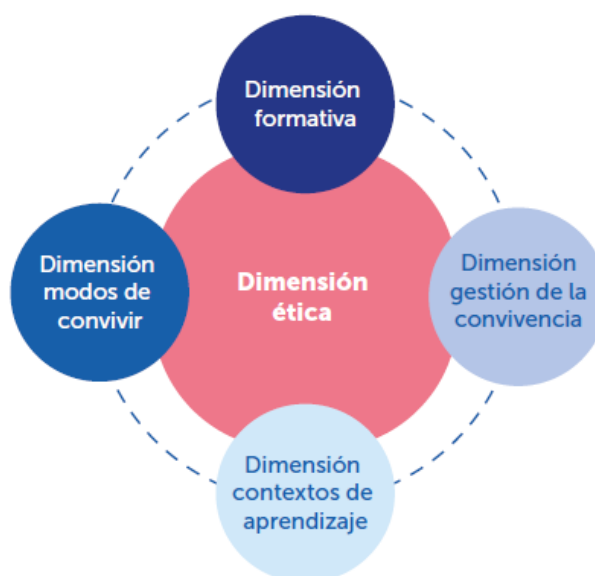 Dimensión
formativa
Dimensión
modos de
convivir
Dimensión
ética
Dimensión
gestión de la
convivencia
Dimensión
contextos de
aprendizaje